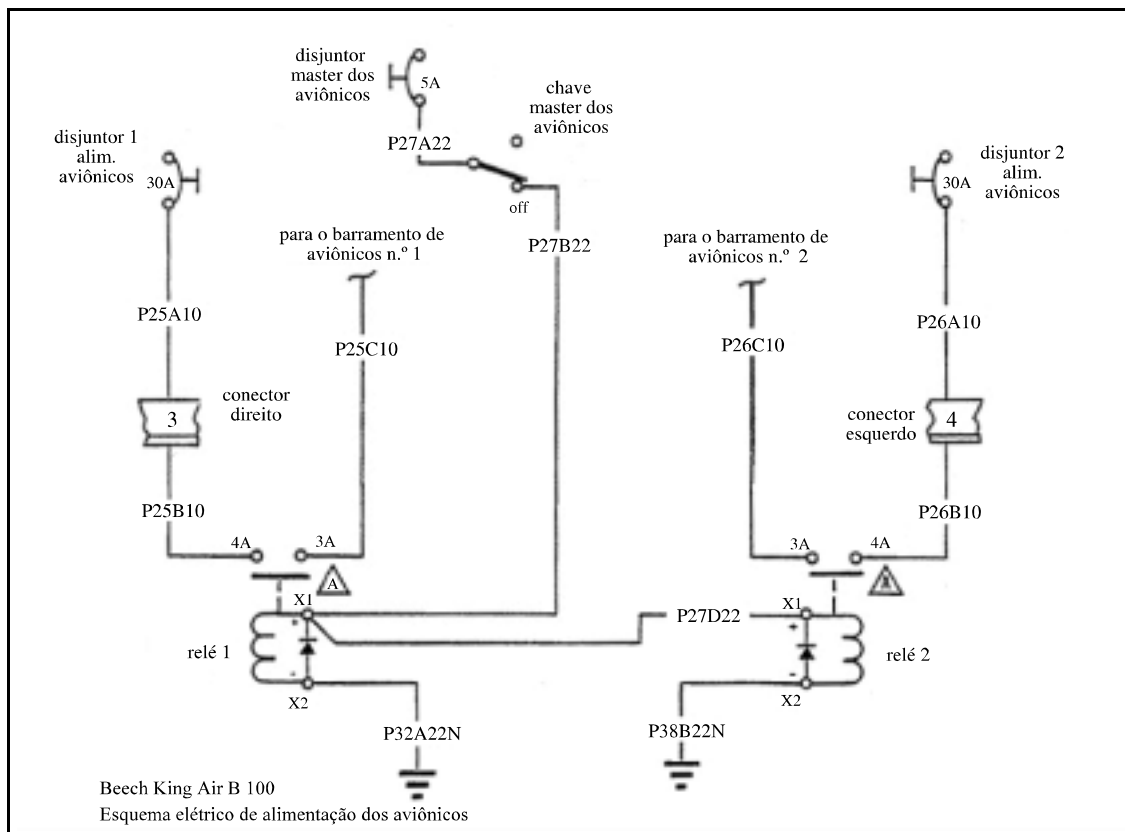 disjuntor
master dos
aviônicos
5A
chave
master dos
aviônicos
P27A22
off
disjuntor 1
alim.
aviônicos
30A
disjuntor 2
alim.
aviônicos
30A
para o barramento de
aviônicos n.º 1
P27B22
para o barramento de
aviônicos n.º 2
P25A10
P25C10
P26C10
P26A10
3
conector
direito
conector
esquerdo
4
P25B10
P26B10
4A
3A
A
3A
4A
X1
+
-
X2
relé 1
P27D22
X1
+
-
X2
relé 2
P32A22N
P38B22N
Beech King Air B 100
Esquema elétrico de alimentação dos aviônicos